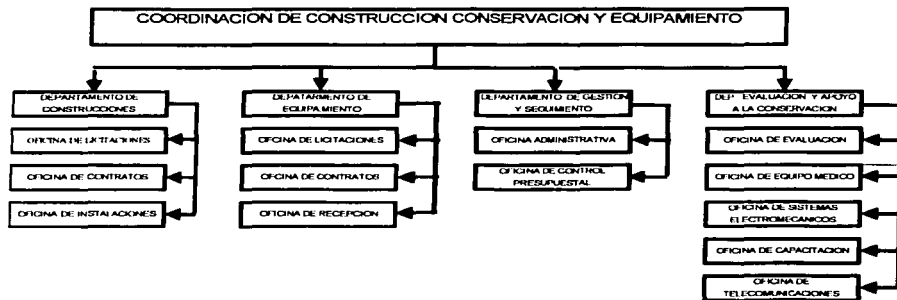 COORDINACION DE CONSTRUCCION CONSERVACION Y EQUIPAMIENTO
DEPARTAMENTO DE
CONSTRUCCIONES
OFICINA DE LICITACIONES
OFICINA DE CONTRATOS
OFICINA DE INSTALACIONES
DEPATARMENTO DE
EQUIPAMIENTO
OFICINA DE LICITACIONES
OFICINA DE CONTRATOS
OFICINA DE RECEPCION
DEPARTAMENTO DE GESTION
Y SEGUIMIENTO
OFICINA ADMINISTRATIVA
OFICINA DE CONTROL
PRESUPUESTAL
DEP EVALUACION Y APOYO
A LA CONSERVACION
OFICINA DE EVALUACION
OFICINA DE EQUIPO MEDICO
OFICINA DE SISTEMAS
ELECTROMECANICOS
OFICINA DE CAPACITACION
OFICINA DE
TELECOMUNICACIONES